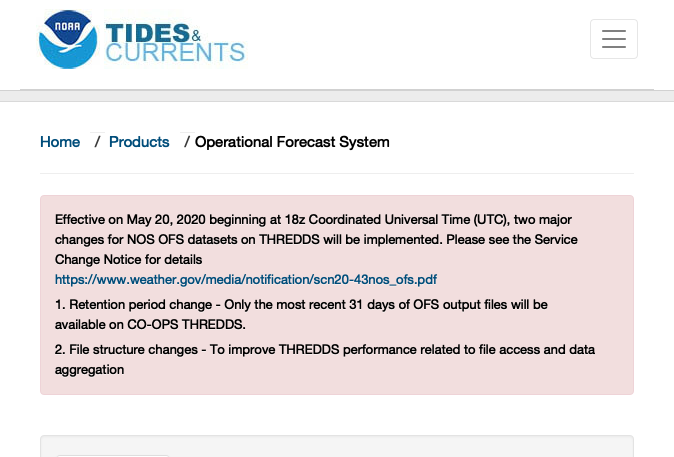 NOAA
TIDES &
CURRENTS
Home / Products / Operational Forecast System
Effective on May 20, 2020 beginning at 18z Coordinated Universal Time (UTC), two major
changes for NOS OFS datasets on THREDDS will be implemented. Please see the Service
Change Notice for details
https://www.weather.gov/media/notification/scn20-43nos_ofs.pdf
1. Retention period change - Only the most recent 31 days of OFS output files will be
available on CO-OPS THREDDS.
2. File structure changes - To improve THREDDS performance related to file access and data
aggregation